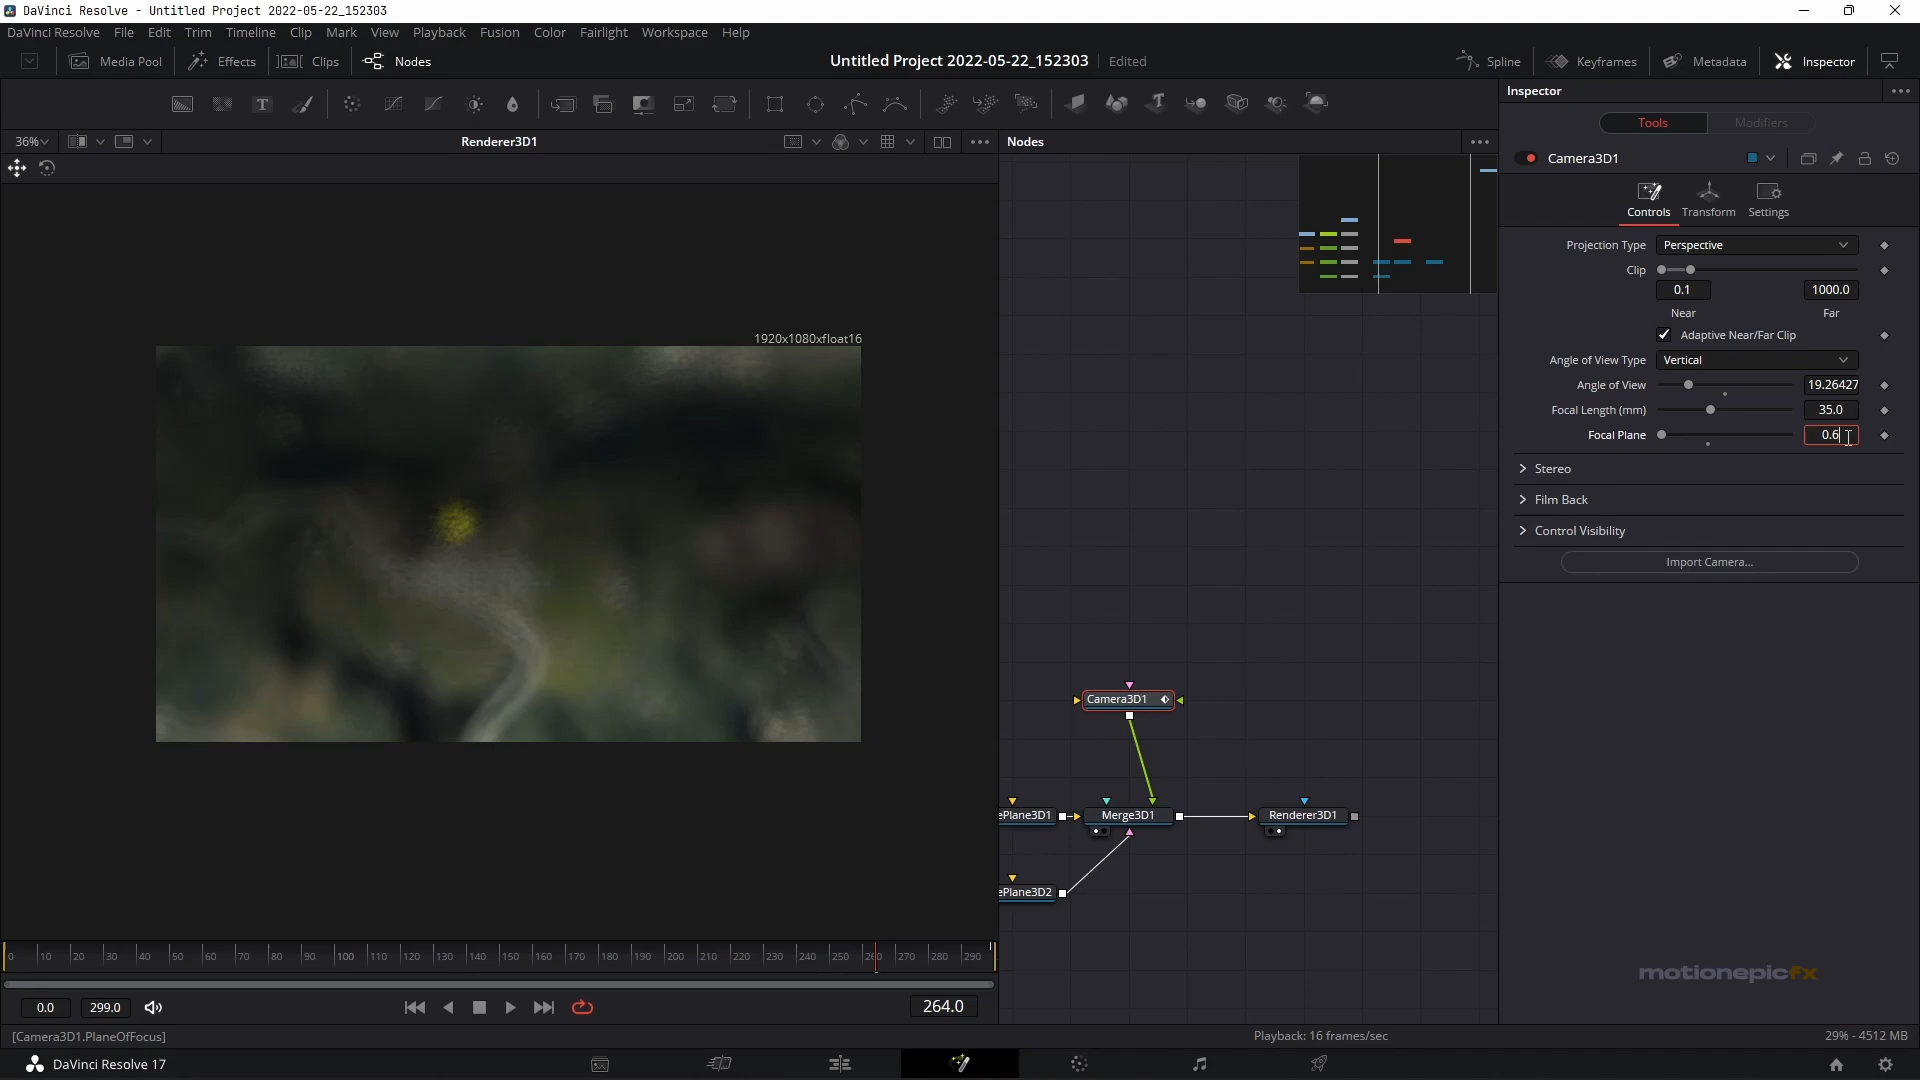 DaVinci Resolve - Untitled Project 2022-05-22_152303
DaVinci Resolve File Edit Trim Timeline Clip Mark View Playback Fusion Color Fairlight Workspace Help
Media Pool Effects Clips Nodes Untitled Project 2022-05-22_152303 Edited Spline Keyframes Metadata Inspector
Inspector
Tools Modifiers
36% Renderer3D1 Nodes
Camera3D1
Controls Transform Settings
Projection Type Perspective
Clip
0.1 1000.0
Near Far
Adaptive Near/Far Clip
Angle of View Type Vertical
Angle of View 19.26427
Focal Length (mm) 35.0
Focal Plane 0.6
Stereo
Film Back
Control Visibility
Import Camera...
1920x1080xfloat16
Camera3D1
ePlane3D1 Merge3D1 Renderer3D1
ePlane3D2
0 10 20 30 40 50 60 70 80 90 100 110 120 130 140 150 160 170 180 190 200 210 220 230 240 250 260 270 280 290
motionepicfx
0.0 299.0 264.0
[Camera3D1.PlaneOfFocus] Playback: 16 frames/sec 29% - 4512 MB
DaVinci Resolve 17